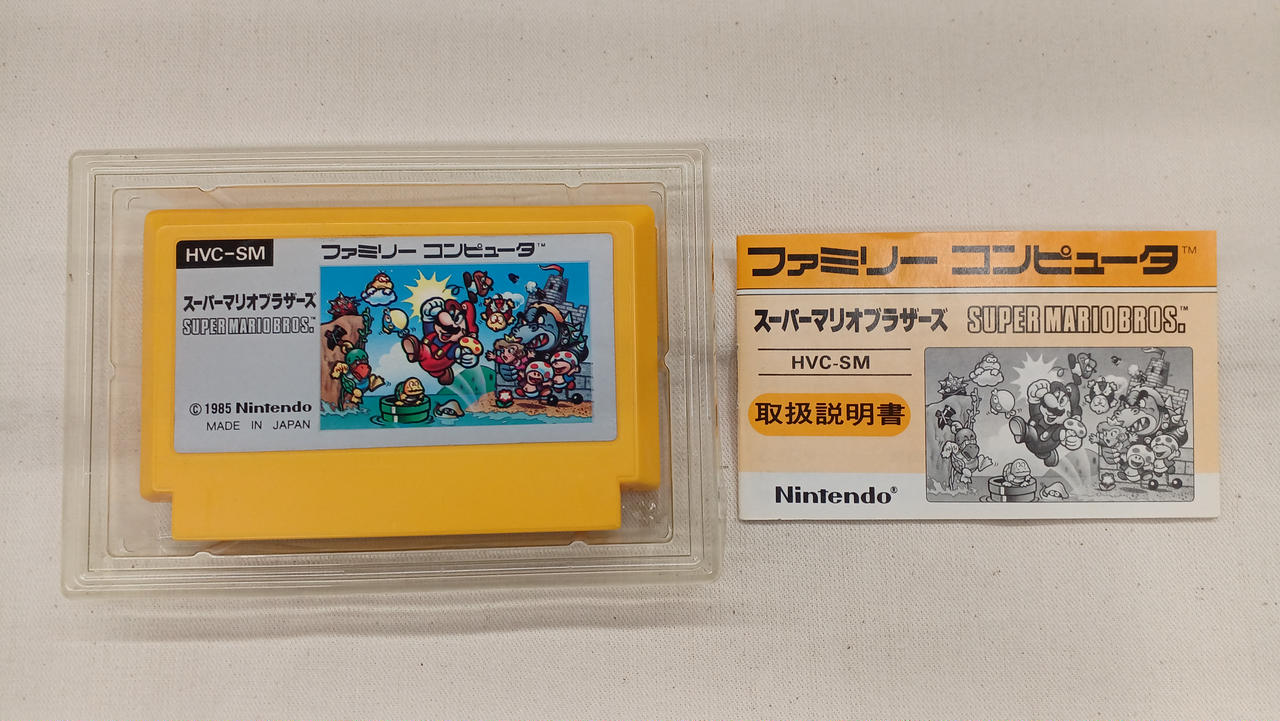 HVC-SM
ファミリー コンピュータ™
スーパーマリオブラザーズ
SUPER MARIO BROS.™
© 1985 Nintendo
MADE IN JAPAN
ファミリー コンピュータ™
スーパーマリオブラザーズ SUPER MARIO BROS.™
HVC-SM
取扱説明書
Nintendo®